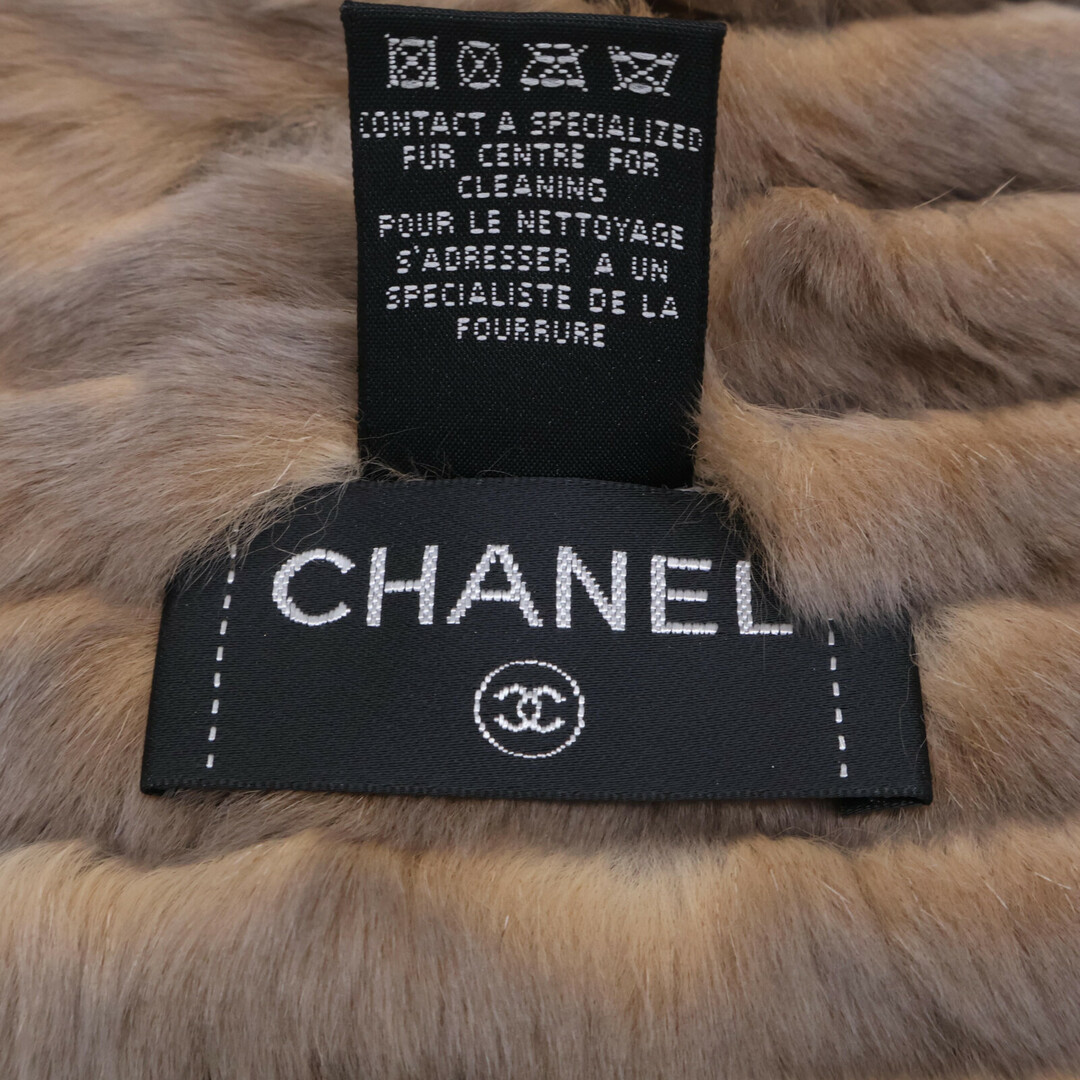 CONTACT A SPECIALIZED
FUR CENTRE FOR
CLEANING
POUR LE NETTOYAGE
S'ADRESSER A UN
SPECIALISTE DE LA
FOURRURE
CHANEL